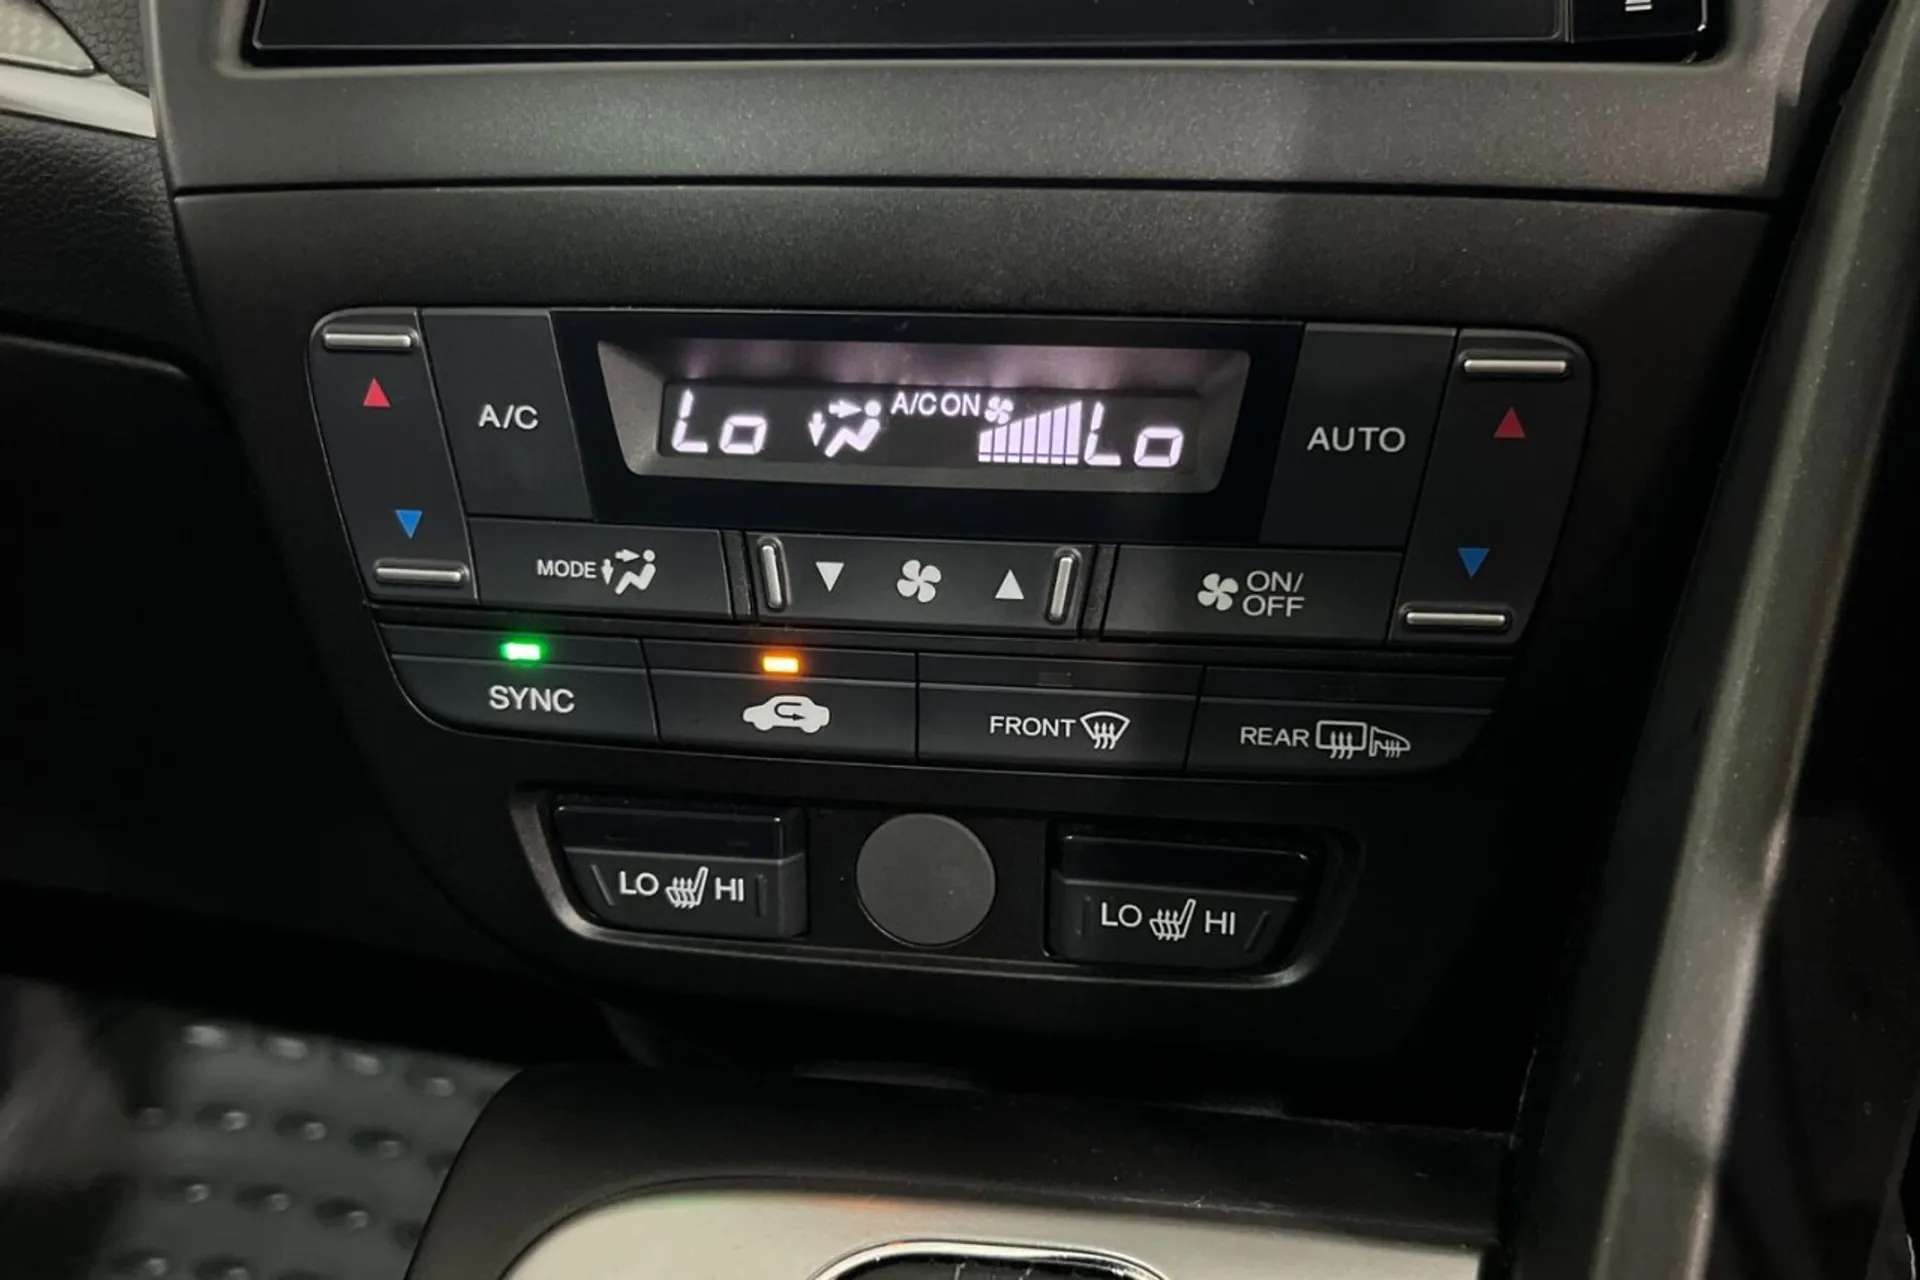 A/C
Lo A/C ON Lo
AUTO
MODE
ON/
OFF
SYNC
FRONT
REAR
LO HI
LO HI